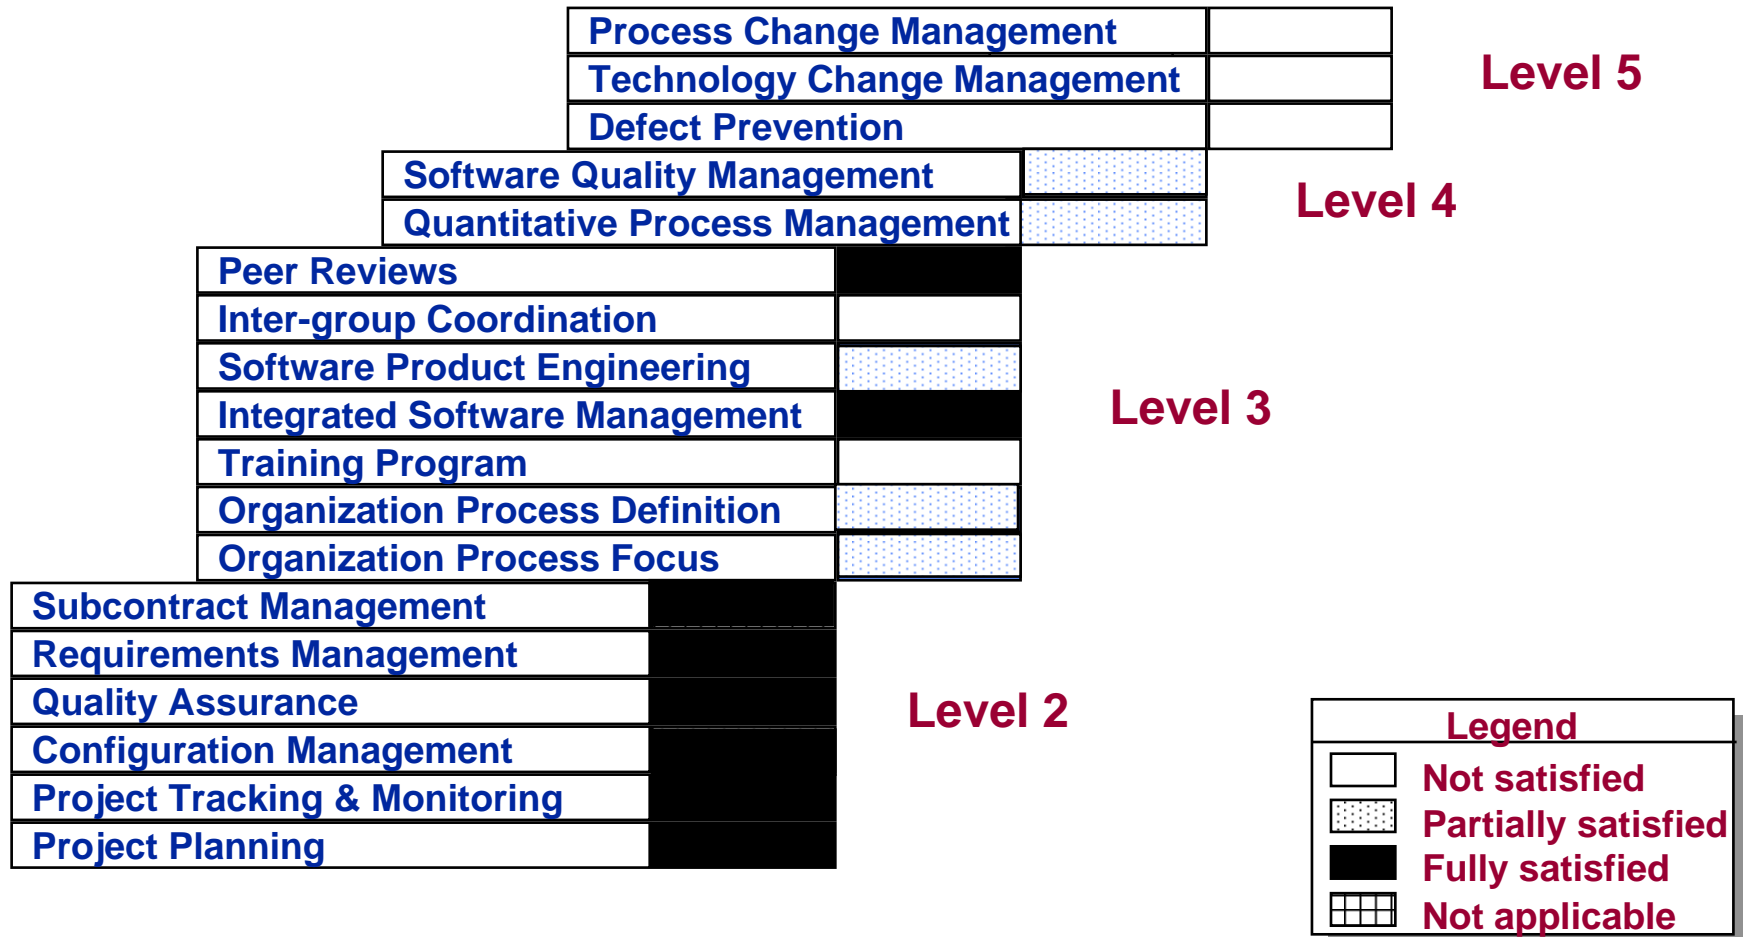 Process Change Management
Technology Change Management
Defect Prevention
Level 5
Software Quality Management
Quantitative Process Management
Level 4
Peer Reviews
Inter-group Coordination
Software Product Engineering
Integrated Software Management
Training Program
Organization Process Definition
Organization Process Focus
Level 3
Subcontract Management
Requirements Management
Quality Assurance
Configuration Management
Project Tracking & Monitoring
Project Planning
Level 2
Legend
Not satisfied
Partially satisfied
Fully satisfied
Not applicable